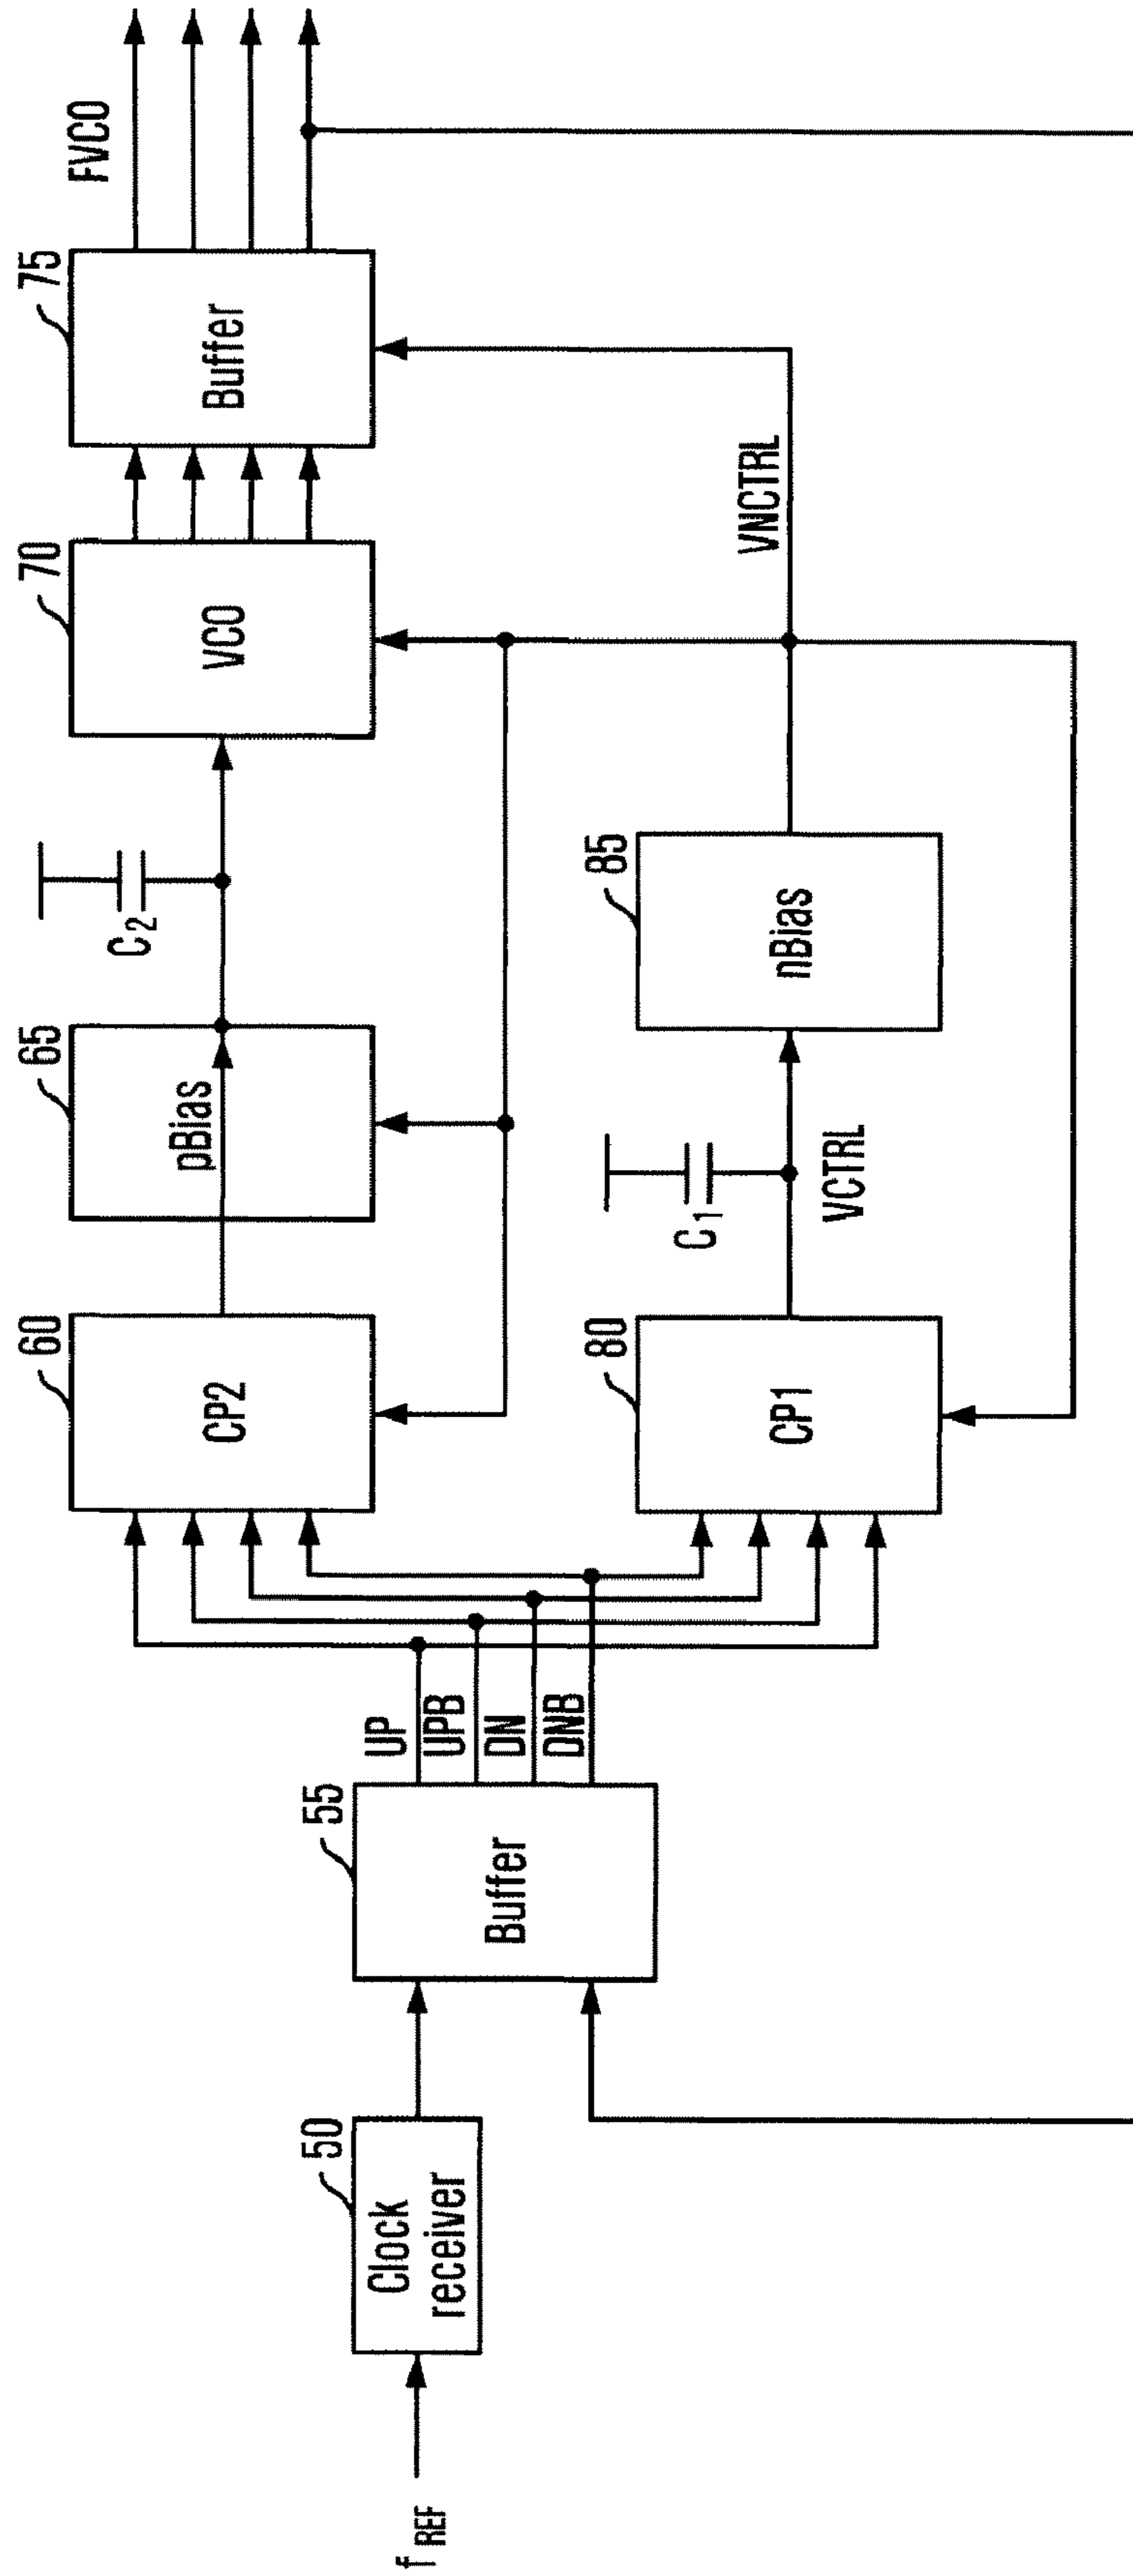 f REF
50
Clock
receiver
55
Buffer
UP
UPB
DN
DNB
60
CP2
65
pBias
C2
70
VCO
75
Buffer
FVCO
80
CP1
C1
VCTRL
85
nBias
VNCTRL